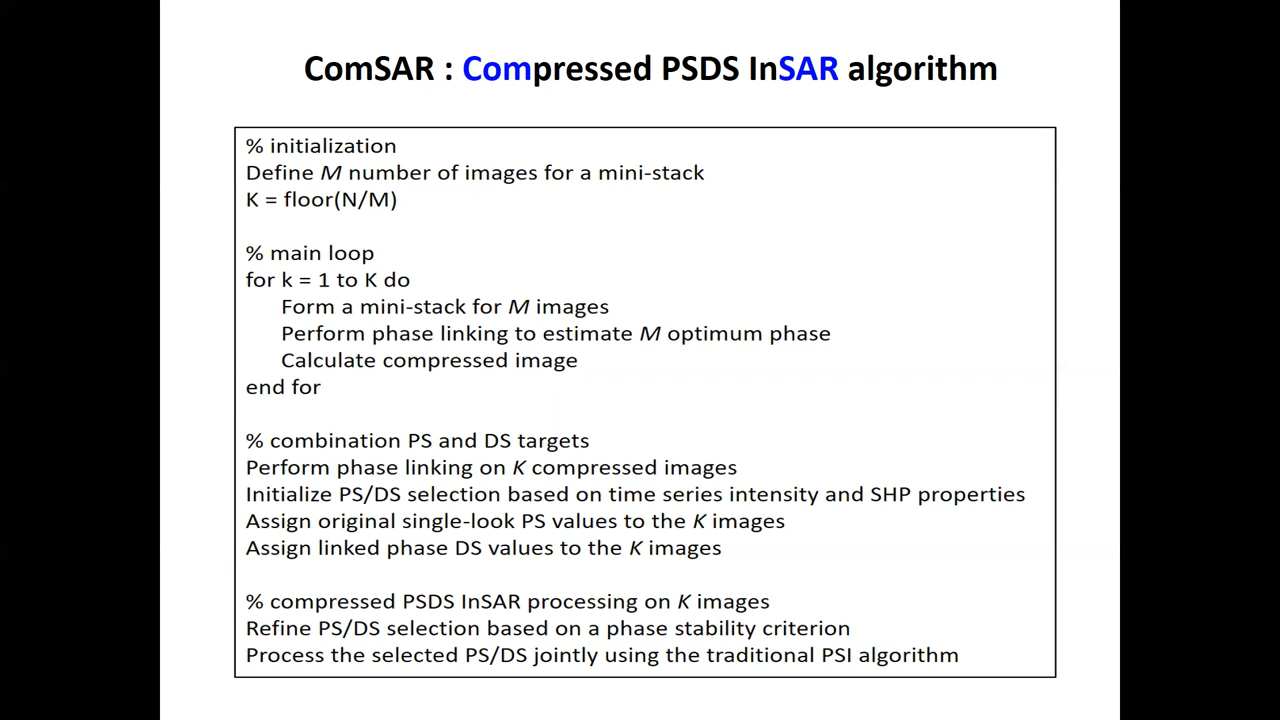 ComSAR : Compressed PSDS InSAR algorithm
% initialization
Define M number of images for a mini-stack
K = floor(N/M)
% main loop
for k = 1 to K do
Form a mini-stack for M images
Perform phase linking to estimate M optimum phase
Calculate compressed image
end for
% combination PS and DS targets
Perform phase linking on K compressed images
Initialize PS/DS selection based on time series intensity and SHP properties
Assign original single-look PS values to the K images
Assign linked phase DS values to the K images
% compressed PSDS InSAR processing on K images
Refine PS/DS selection based on a phase stability criterion
Process the selected PS/DS jointly using the traditional PSI algorithm